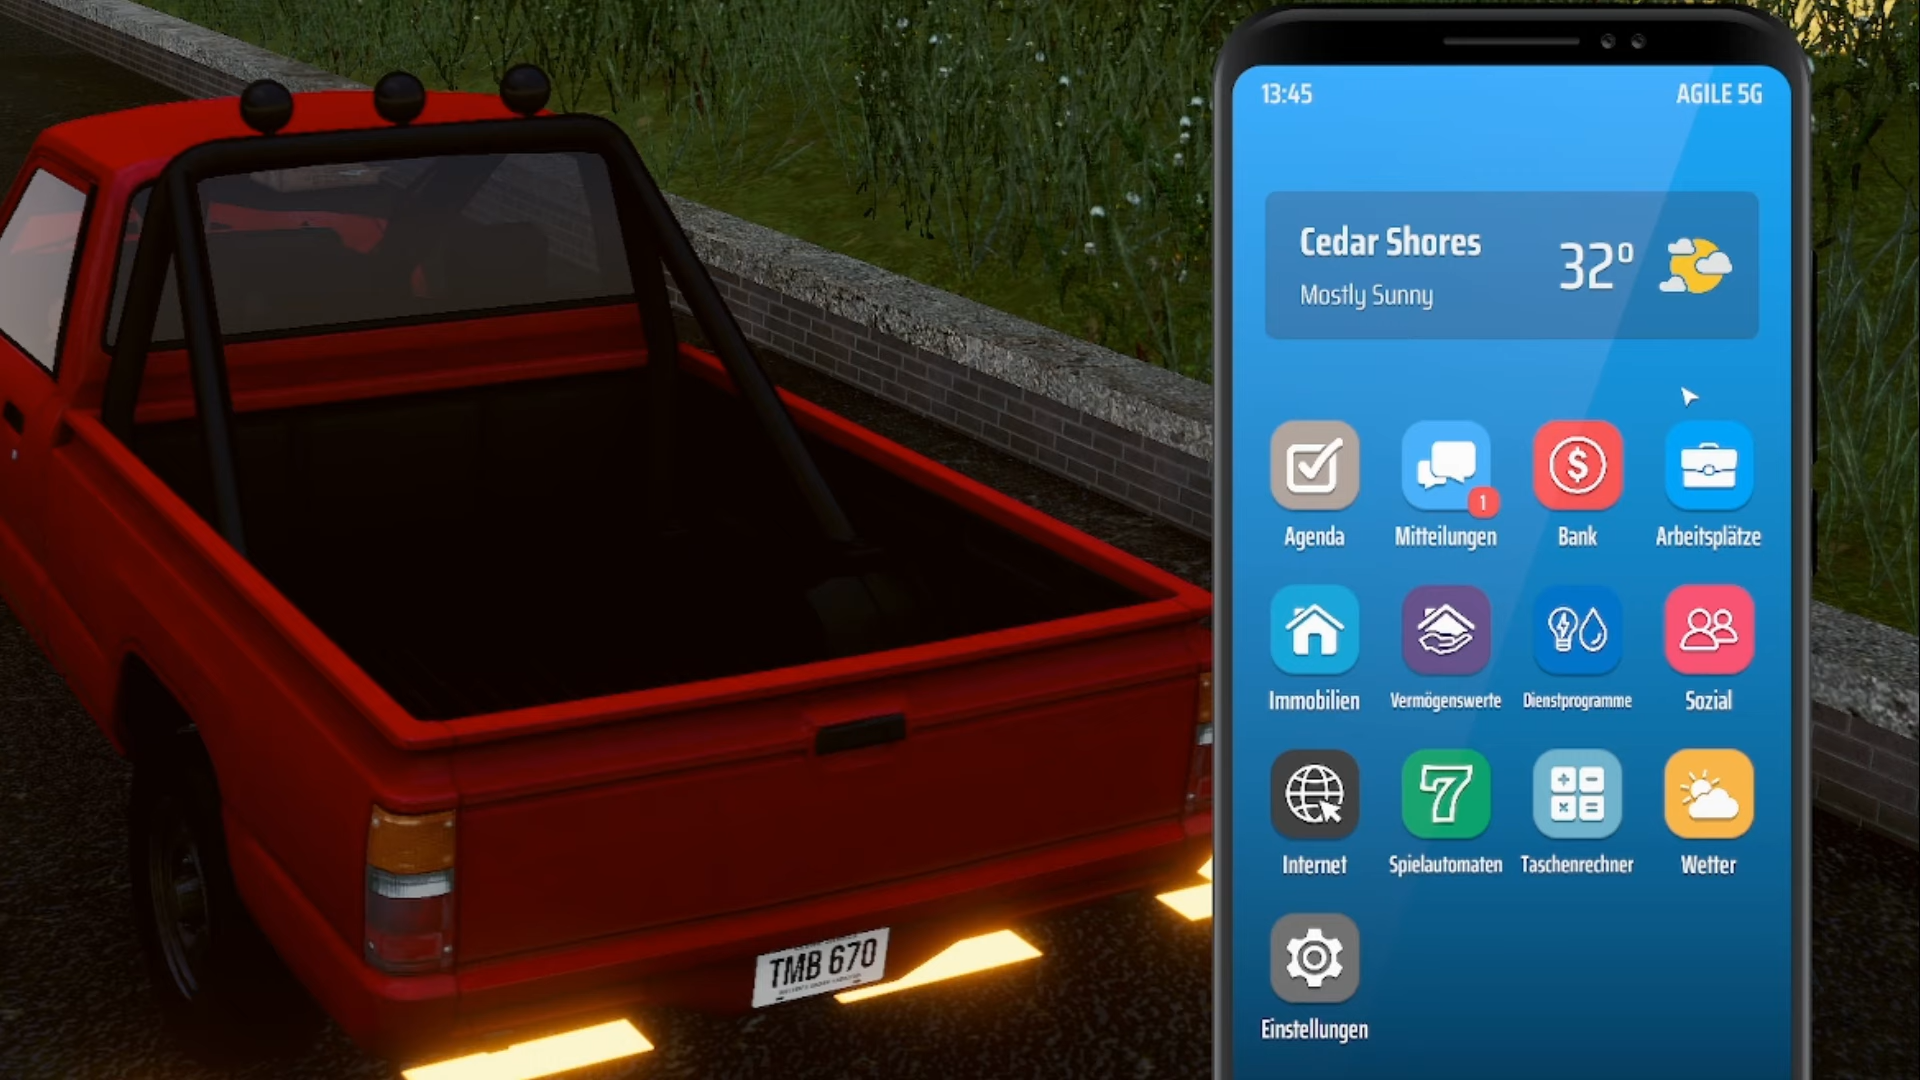 13:45
AGILE 5G
Cedar Shores
Mostly Sunny
32°
Agenda
1
Mitteilungen
$
Bank
Arbeitsplätze
Immobilien
Vermögenswerte
Dienstprogramme
Sozial
Internet
7
Spielautomaten
Taschenrechner
Wetter
Einstellungen
TMB 670